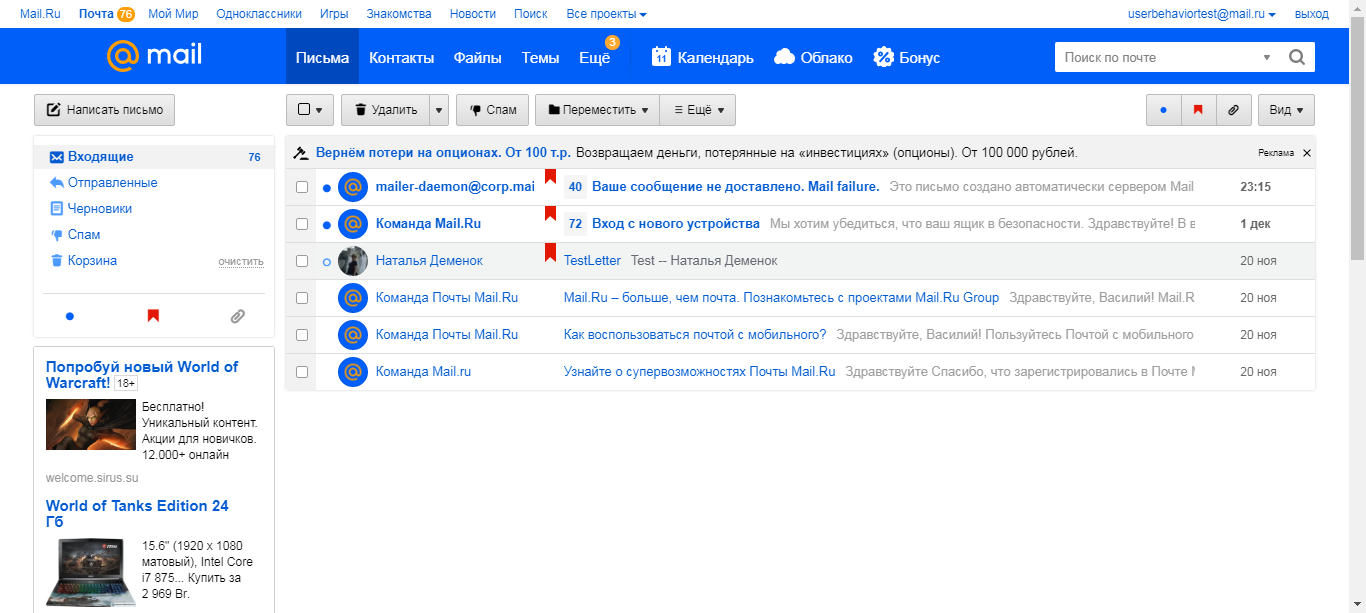 Mail.Ru Почта 76 Мой Мир Одноклассники Игры Знакомства Новости Поиск Все проекты userbehaviortest@mail.ru выход
@mail Письма Контакты Файлы Темы Ещё 3 11 Календарь Облако Бонус Поиск по почте
Написать письмо Удалить Спам Переместить Ещё Вид
Входящие 76
Отправленные
Черновики
Спам
Корзина очистить
Вернём потери на опционах. От 100 т.р. Возвращаем деньги, потерянные на «инвестициях» (опционы). От 100 000 рублей. Реклама
mailer-daemon@corp.mai 40 Ваше сообщение не доставлено. Mail failure. Это письмо создано автоматически сервером Mail 23:15
Команда Mail.Ru 72 Вход с нового устройства Мы хотим убедиться, что ваш ящик в безопасности. Здравствуйте! В в 1 дек
Наталья Деменок TestLetter Test -- Наталья Деменок 20 ноя
Команда Почты Mail.Ru Mail.Ru – больше, чем почта. Познакомьтесь с проектами Mail.Ru Group Здравствуйте, Василий! Mail.R 20 ноя
Команда Почты Mail.Ru Как воспользоваться почтой с мобильного? Здравствуйте, Василий! Пользуйтесь Почтой с мобильного 20 ноя
Команда Mail.ru Узнайте о супервозможностях Почты Mail.Ru Здравствуйте Спасибо, что зарегистрировались в Почте 20 ноя
Попробуй новый World of
Warcraft! 18+
Бесплатно!
Уникальный контент.
Акции для новичков.
12.000+ онлайн
welcome.sirus.su
World of Tanks Edition 24
Гб
15.6" (1920 x 1080
матовый), Intel Core
i7 875... Купить за
2 969 Br.